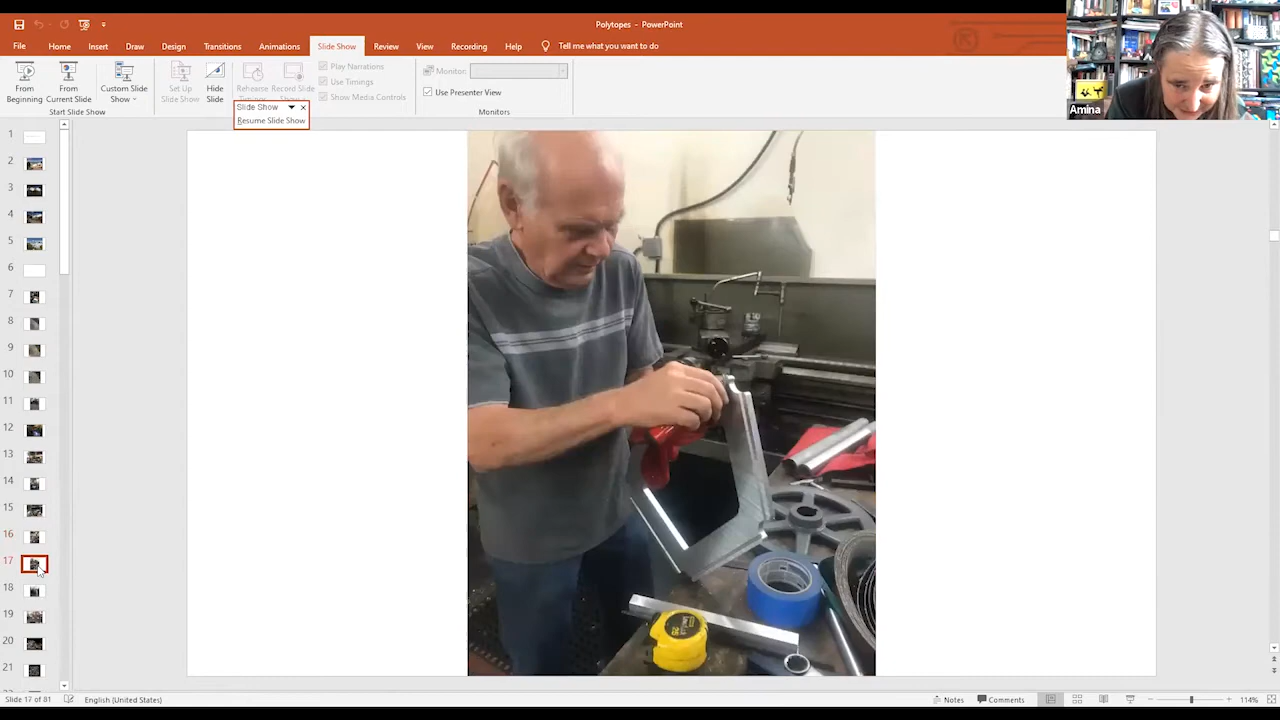 Polytopes - PowerPoint
File Home Insert Draw Design Transitions Animations Slide Show Review View Recording Help Tell me what you want to do
From Beginning
From Current Slide
Custom Slide Show
Set Up Slide Show
Hide Slide
Rehearse
Record Slide
Play Narrations
Use Timings
Show Media Controls
Monitor:
Use Presenter View
Start Slide Show
Monitors
Slide Show
Resume Slide Show
Amina
1
2
3
4
5
6
7
8
9
10
11
12
13
14
15
16
17
18
19
20
21
25
Slide 17 of 81
English (United States)
Notes
Comments
114%